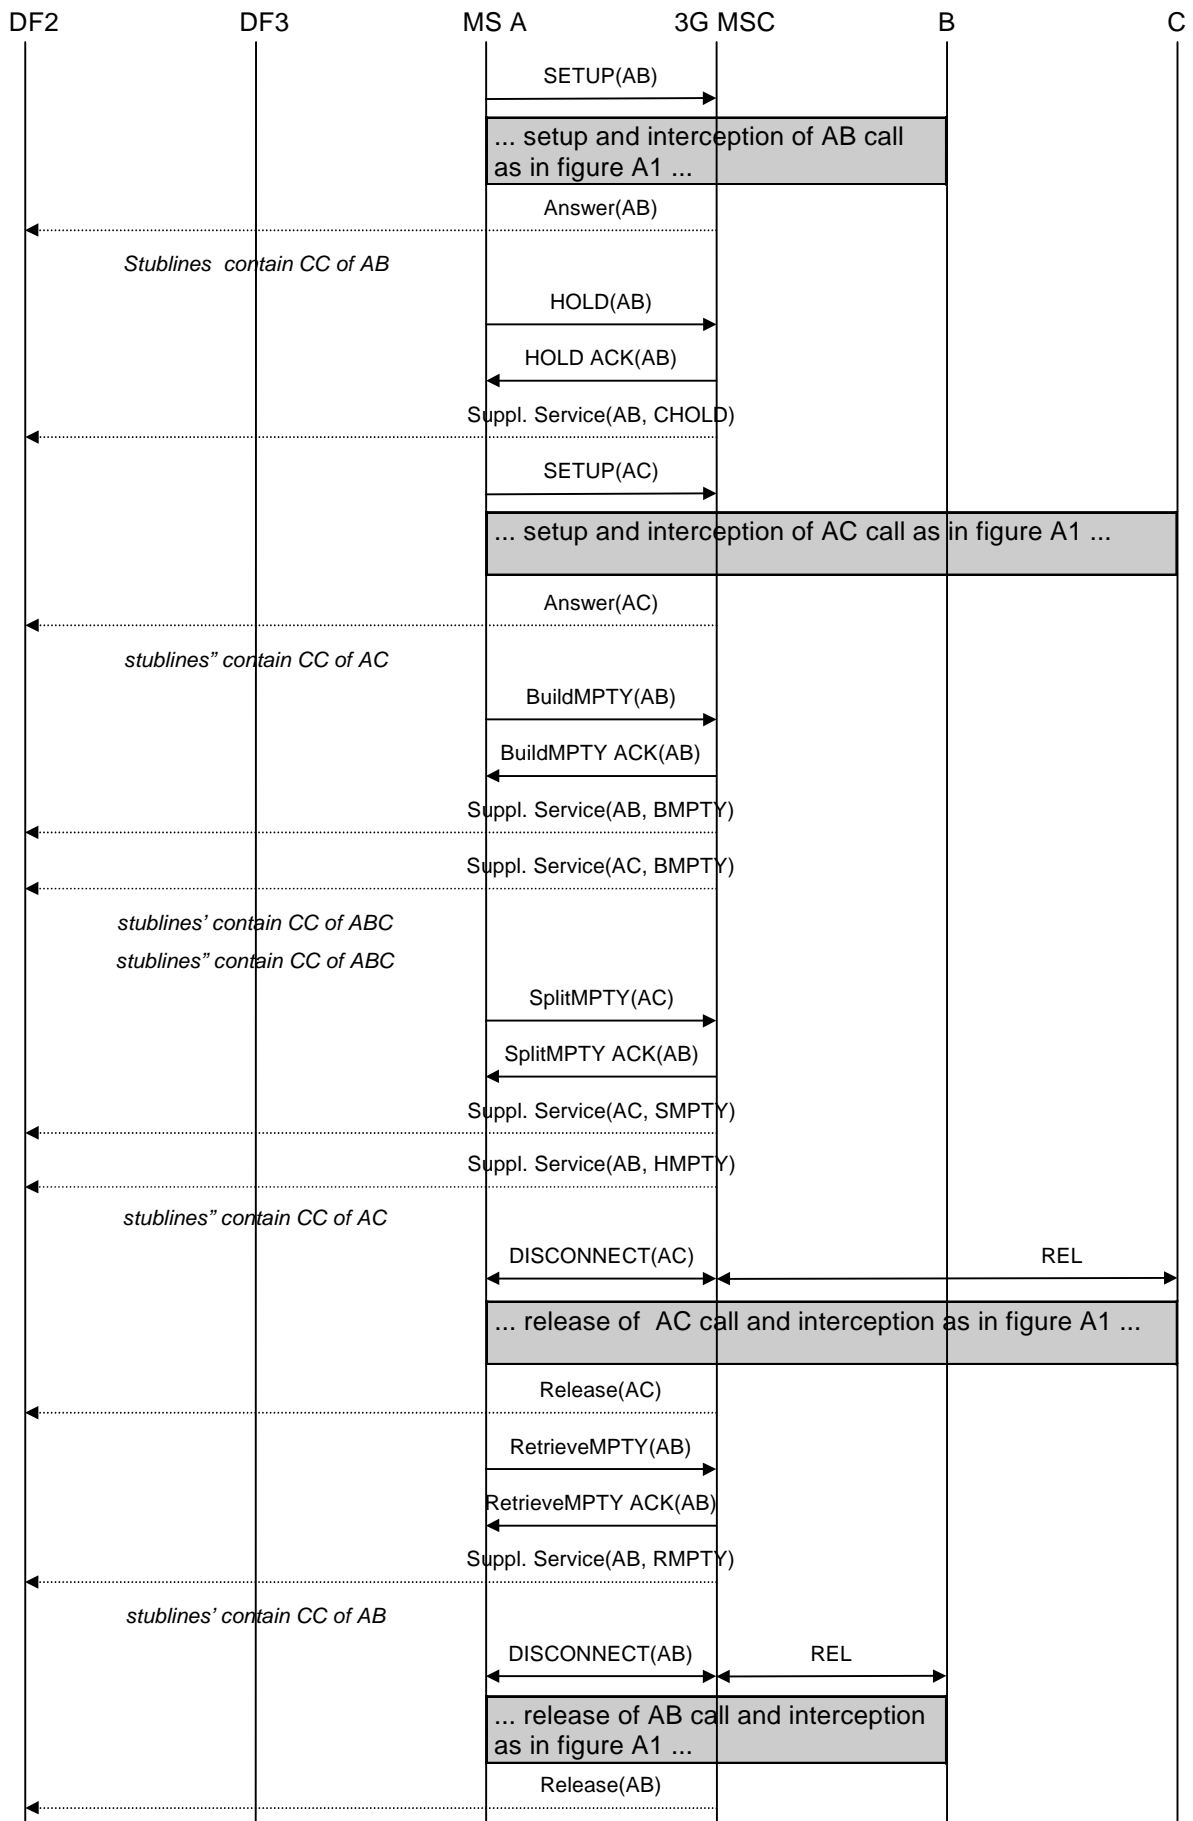 DF2 DF3 MS A 3G MSC B C
SETUP(AB)
... setup and interception of AB call
as in figure A1 ...
Answer(AB)
Stublines contain CC of AB
HOLD(AB)
HOLD ACK(AB)
Suppl. Service(AB, CHOLD)
SETUP(AC)
... setup and interception of AC call as in figure A1 ...
Answer(AC)
stublines” contain CC of AC
BuildMPTY(AB)
BuildMPTY ACK(AB)
Suppl. Service(AB, BMPTY)
Suppl. Service(AC, BMPTY)
stublines’ contain CC of ABC
stublines” contain CC of ABC
SplitMPTY(AC)
SplitMPTY ACK(AB)
Suppl. Service(AC, SMPTY)
Suppl. Service(AB, HMPTY)
stublines” contain CC of AC
DISCONNECT(AC) REL
... release of AC call and interception as in figure A1 ...
Release(AC)
RetrieveMPTY(AB)
RetrieveMPTY ACK(AB)
Suppl. Service(AB, RMPTY)
stublines’ contain CC of AB
DISCONNECT(AB) REL
... release of AB call and interception
as in figure A1 ...
Release(AB)